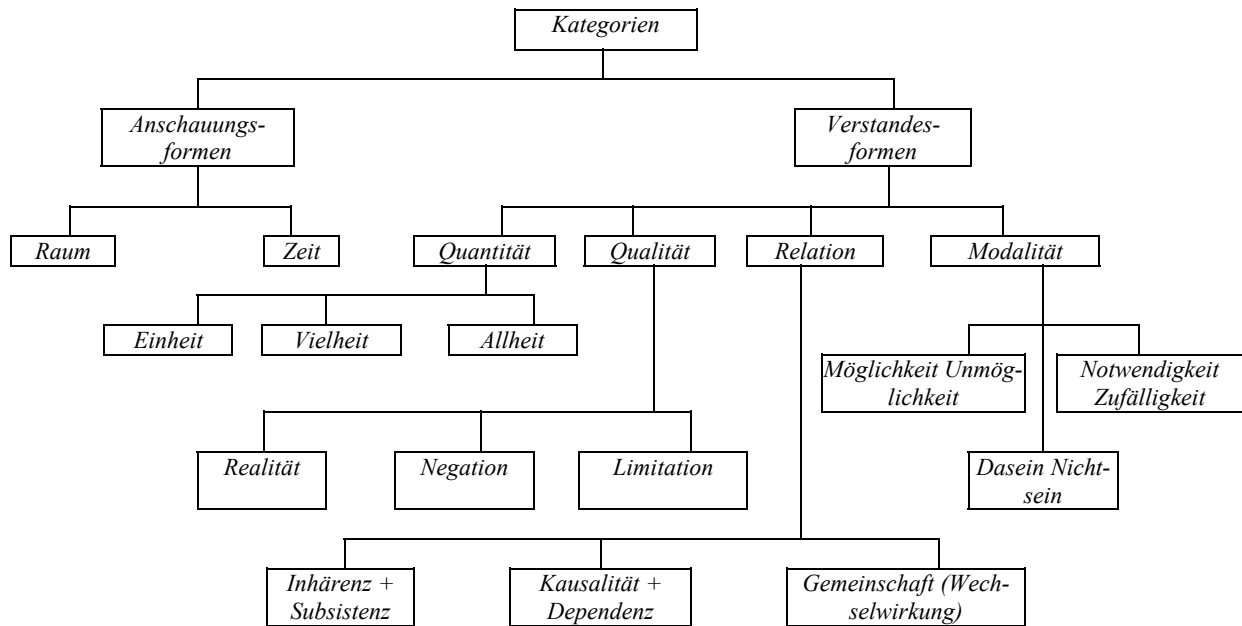 Kategorien
Anschauungs-
formen
Verstandes-
formen
Raum
Zeit
Quantität
Qualität
Relation
Modalität
Einheit
Vielheit
Allheit
Möglichkeit Unmög-
lichkeit
Notwendigkeit
Zufälligkeit
Realität
Negation
Limitation
Dasein Nicht-
sein
Inhärenz +
Subsistenz
Kausalität +
Dependenz
Gemeinschaft (Wech-
selwirkung)